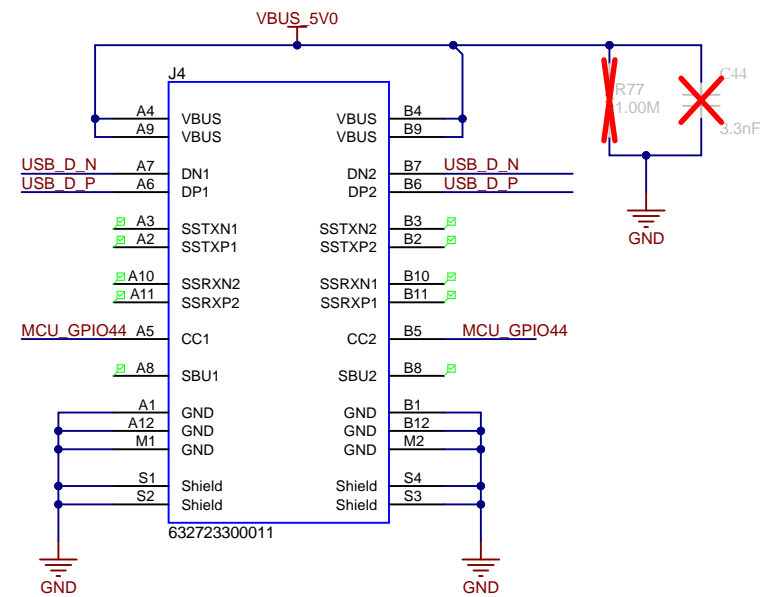 VBUS_5V0
J4
C44
R77
1.00M
3.3nF
A4 VBUS VBUS B4
A9 VBUS VBUS B9
USB_D_N A7 DN1 DN2 B7 USB_D_N
USB_D_P A6 DP1 DP2 B6 USB_D_P
A3 SSTXN1 SSTXN2 B3
A2 SSTXP1 SSTXP2 B2
A10 SSRXN2 SSRXN1 B10
A11 SSRXP2 SSRXP1 B11
MCU_GPIO44 A5 CC1 CC2 B5 MCU_GPIO44
A8 SBU1 SBU2 B8
A1 GND GND B1
A12 GND GND B12
M1 GND GND M2
S1 Shield Shield S4
S2 Shield Shield S3
632723300011
GND
GND
GND